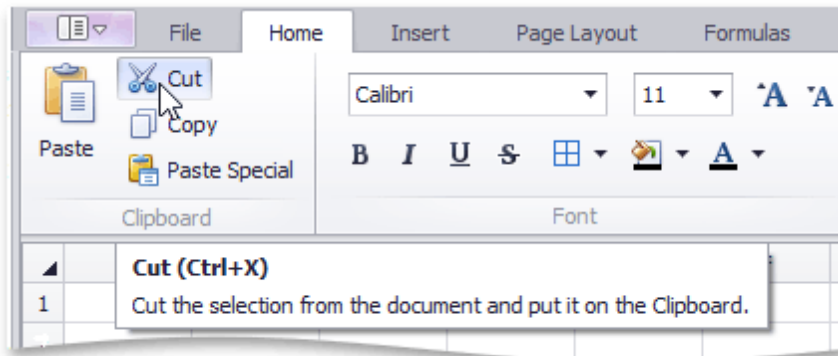 File Home Insert Page Layout Formulas
Cut
Calibri 11 A A
Copy
Paste
B I U S A
Paste Special
Clipboard Font
Cut (Ctrl+X)
1 Cut the selection from the document and put it on the Clipboard.